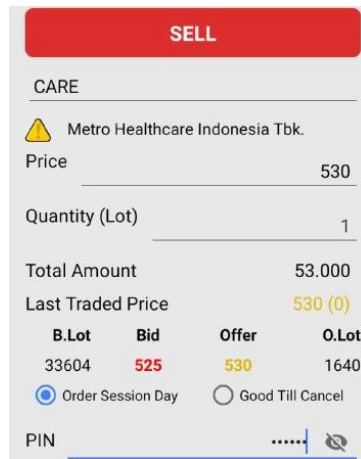 SELL
CARE
Metro Healthcare Indonesia Tbk.
Price
530
Quantity (Lot)
1
Total Amount 53.000
Last Traded Price 530 (0)
B.Lot Bid Offer O.Lot
33604 525 530 1640
Order Session Day Good Till Cancel
PIN ······